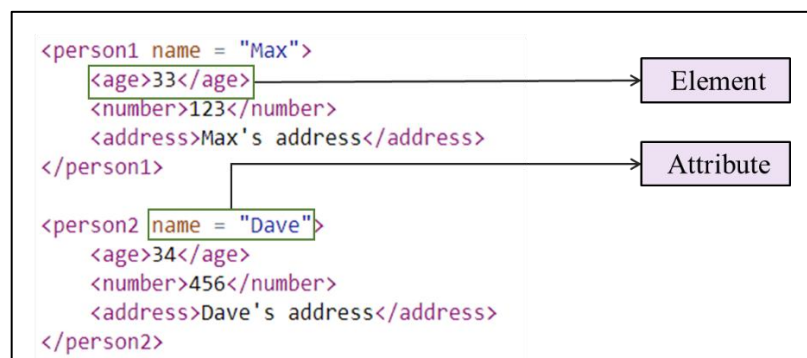 <person1 name = "Max">
<age>33</age>
Element
<number>123</number>
<address>Max's address</address>
</person1>
Attribute
<person2 name = "Dave">
<age>34</age>
<number>456</number>
<address>Dave's address</address>
</person2>